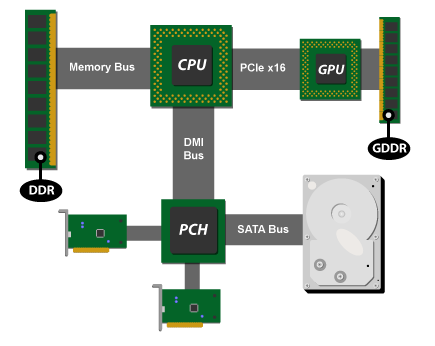 Memory Bus
CPU
PCIe x16
GPU
GDDR
DMI
Bus
DDR
PCH
SATA Bus